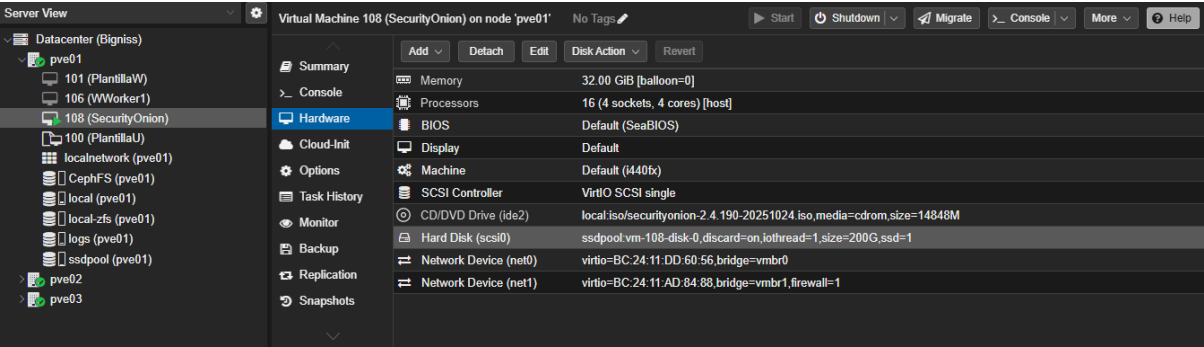 Server View
Datacenter (Bigniss)
pve01
101 (PlantillaW)
106 (WWorker1)
108 (SecurityOnion)
100 (PlantillaU)
localnetwork (pve01)
CephFS (pve01)
local (pve01)
local-zfs (pve01)
logs (pve01)
ssdpool (pve01)
pve02
pve03
Virtual Machine 108 (SecurityOnion) on node 'pve01' No Tags Start Shutdown Migrate Console More Help
Summary
Console
Hardware
Cloud-Init
Options
Task History
Monitor
Backup
Replication
Snapshots
Add Detach Edit Disk Action Revert
Memory 32.00 GiB [balloon=0]
Processors 16 (4 sockets, 4 cores) [host]
BIOS Default (SeaBIOS)
Display Default
Machine Default (i440fx)
SCSI Controller VirtIO SCSI single
CD/DVD Drive (ide2) local:iso/securityonion-2.4.190-20251024.iso,media=cdrom,size=14848M
Hard Disk (scsi0) ssdpool:vm-108-disk-0,discard=on,iothread=1,size=200G,ssd=1
Network Device (net0) virtio=BC:24:11:DD:60:56,bridge=vmbr0
Network Device (net1) virtio=BC:24:11:AD:84:88,bridge=vmbr1,firewall=1